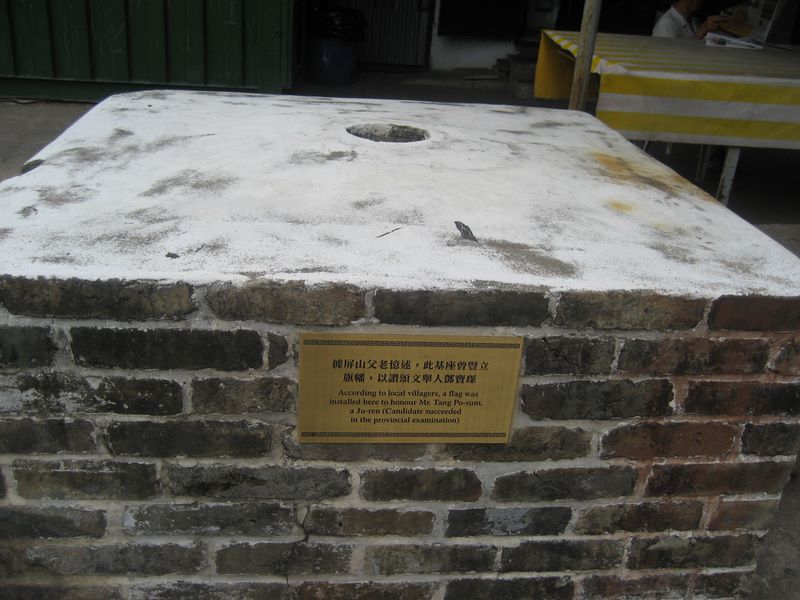 據屏山父老憶述，此基座曾豎立
旗幡，以讚頌文舉人鄧寶琛
According to local villagers, a flag was
installed here to honour Mr. Tang Po-sum,
a Ju-ren (Candidate succeeded
in the provincial examination)